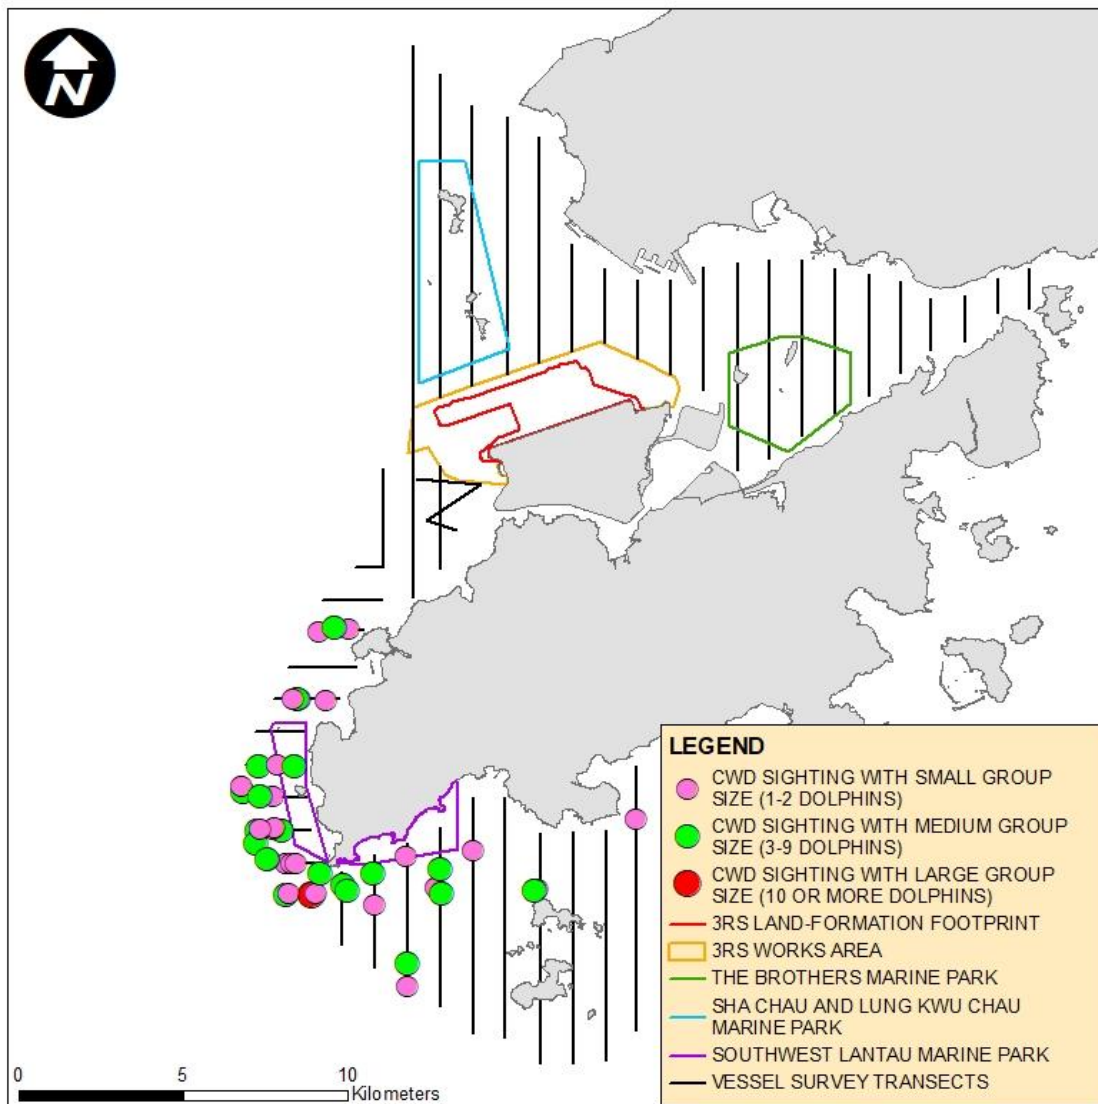 N
LEGEND
CWD SIGHTING WITH SMALL GROUP
SIZE (1-2 DOLPHINS)
CWD SIGHTING WITH MEDIUM GROUP
SIZE (3-9 DOLPHINS)
CWD SIGHTING WITH LARGE GROUP
SIZE (10 OR MORE DOLPHINS)
3RS LAND-FORMATION FOOTPRINT
3RS WORKS AREA
THE BROTHERS MARINE PARK
SHA CHAU AND LUNG KWU CHAU
MARINE PARK
SOUTHWEST LANTAU MARINE PARK
VESSEL SURVEY TRANSECTS
0 5 10
Kilometers